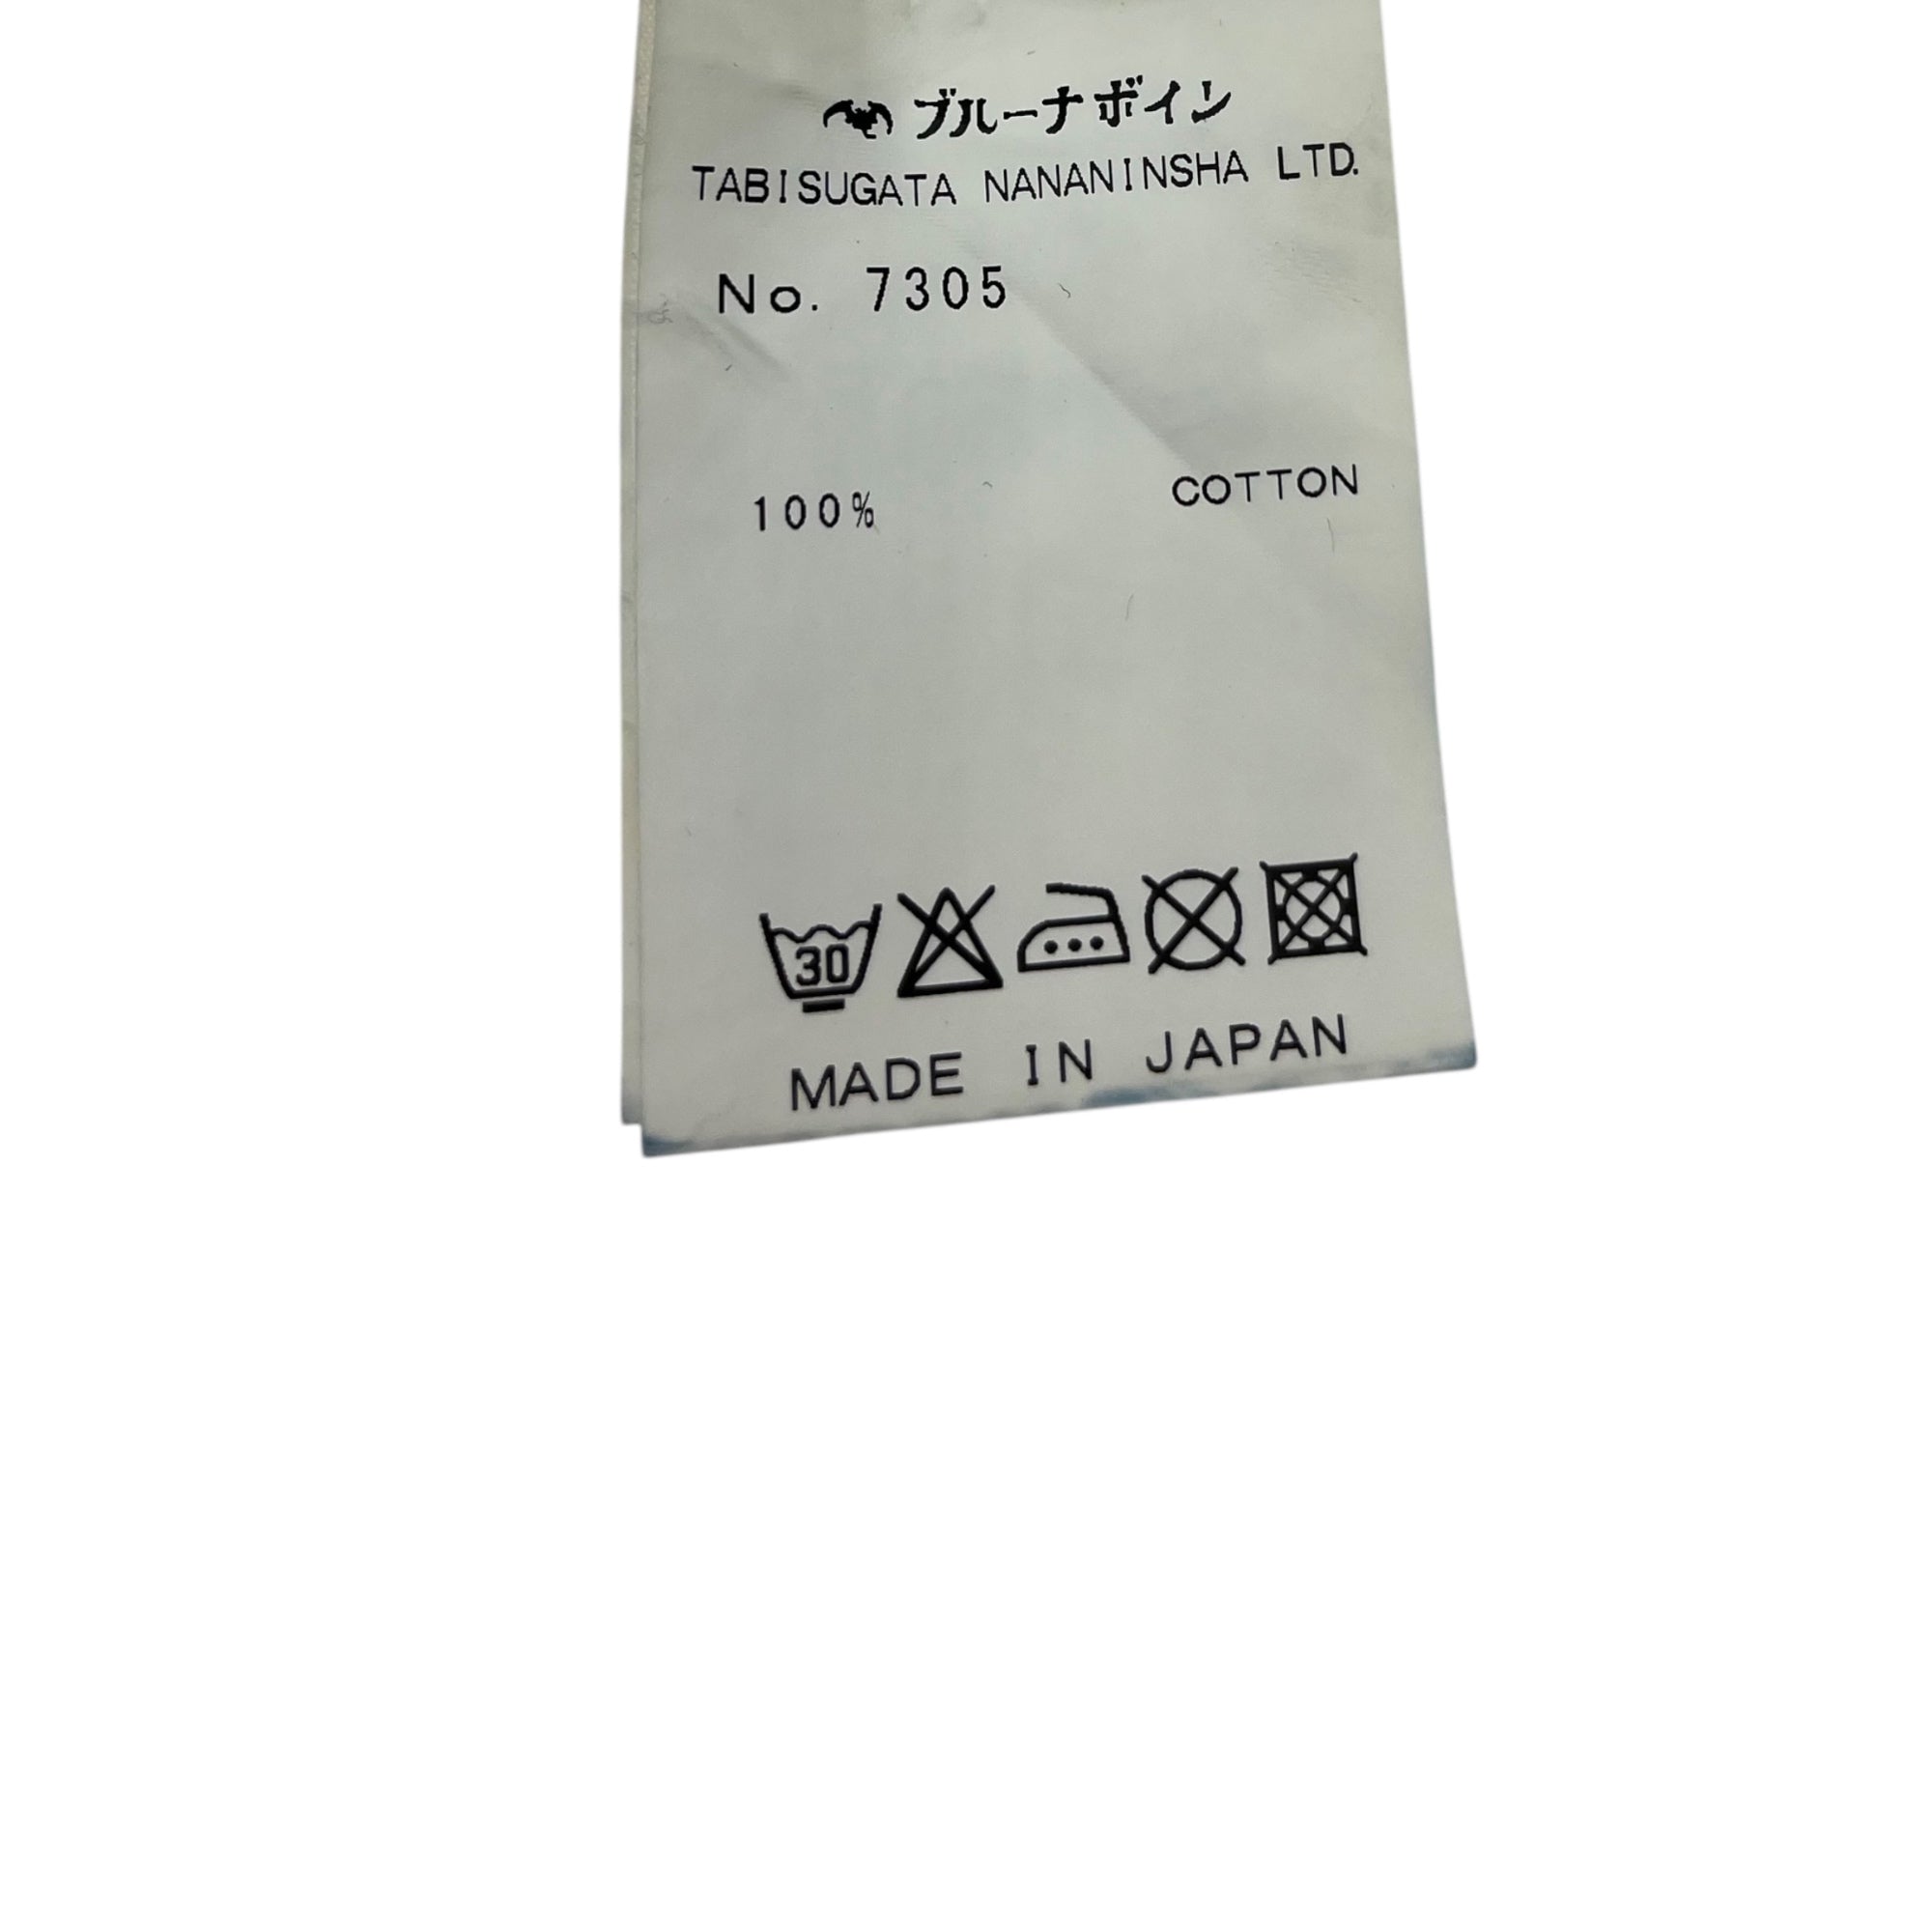 ブルーナボイン
TABISUGATA NANANINSHA LTD.
No. 7305
100% COTTON
30
MADE IN JAPAN